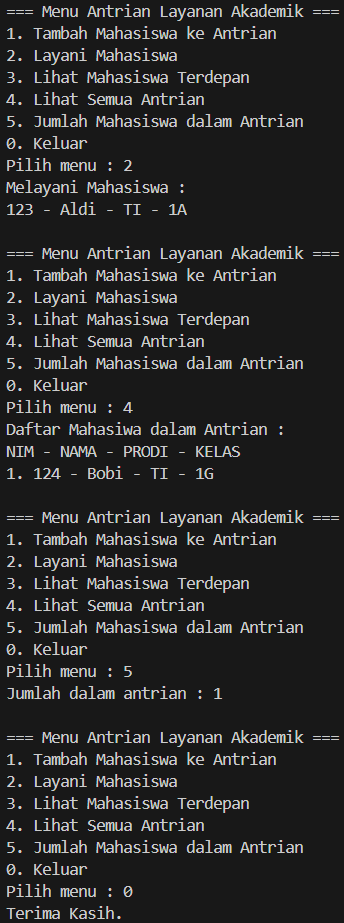 === Menu Antrian Layanan Akademik ===
1. Tambah Mahasiswa ke Antrian
2. Layani Mahasiswa
3. Lihat Mahasiswa Terdepan
4. Lihat Semua Antrian
5. Jumlah Mahasiswa dalam Antrian
0. Keluar
Pilih menu : 2
Melayani Mahasiswa :
123 - Aldi - TI - 1A

=== Menu Antrian Layanan Akademik ===
1. Tambah Mahasiswa ke Antrian
2. Layani Mahasiswa
3. Lihat Mahasiswa Terdepan
4. Lihat Semua Antrian
5. Jumlah Mahasiswa dalam Antrian
0. Keluar
Pilih menu : 4
Daftar Mahasiwa dalam Antrian :
NIM - NAMA - PRODI - KELAS
1. 124 - Bobi - TI - 1G

=== Menu Antrian Layanan Akademik ===
1. Tambah Mahasiswa ke Antrian
2. Layani Mahasiswa
3. Lihat Mahasiswa Terdepan
4. Lihat Semua Antrian
5. Jumlah Mahasiswa dalam Antrian
0. Keluar
Pilih menu : 5
Jumlah dalam antrian : 1

=== Menu Antrian Layanan Akademik ===
1. Tambah Mahasiswa ke Antrian
2. Layani Mahasiswa
3. Lihat Mahasiswa Terdepan
4. Lihat Semua Antrian
5. Jumlah Mahasiswa dalam Antrian
0. Keluar
Pilih menu : 0
Terima Kasih.